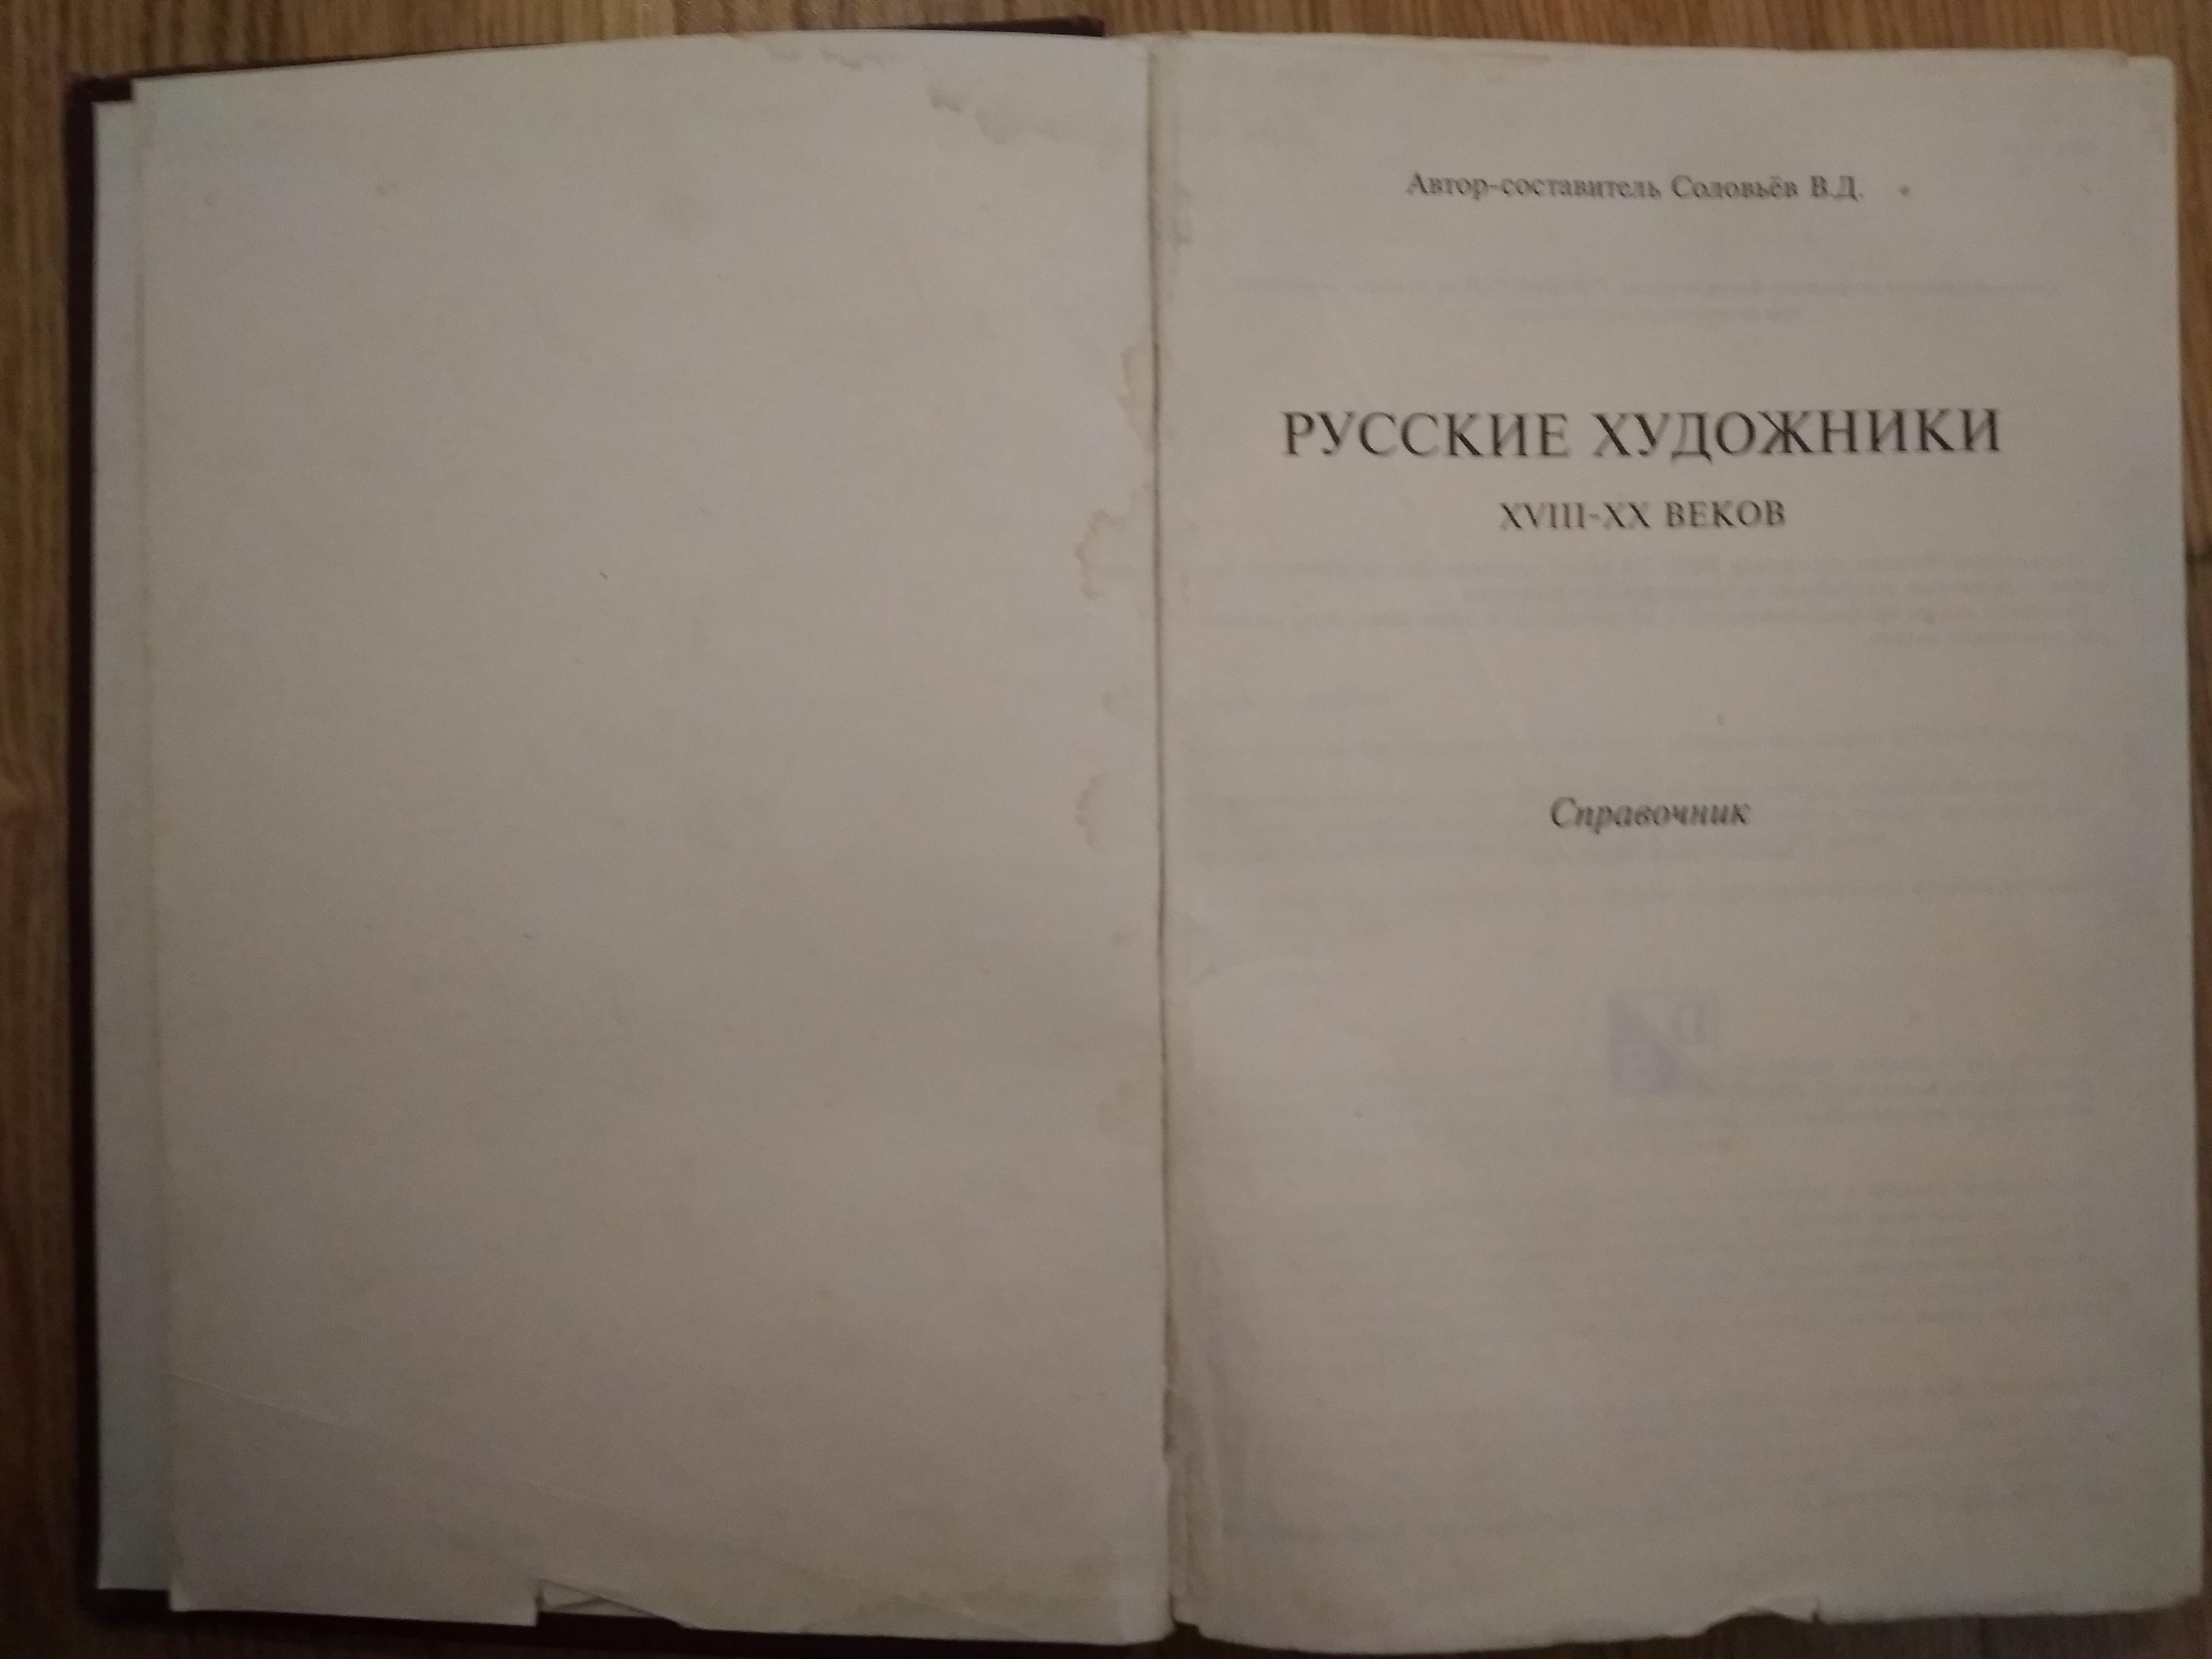 Автор-составитель Соловьёв В.Д.
РУССКИЕ ХУДОЖНИКИ
XVIII-XX ВЕКОВ
Справочник